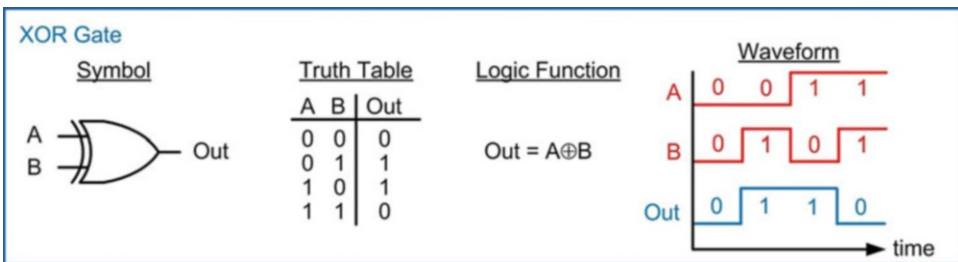 XOR Gate
Symbol
A
B
Out
Truth Table
A B Out
0 0 0
0 1 1
1 0 1
1 1 0
Logic Function
Out = A⊕B
Waveform
A 0 0 1 1
B 0 1 0 1
Out 0 1 1 0
time